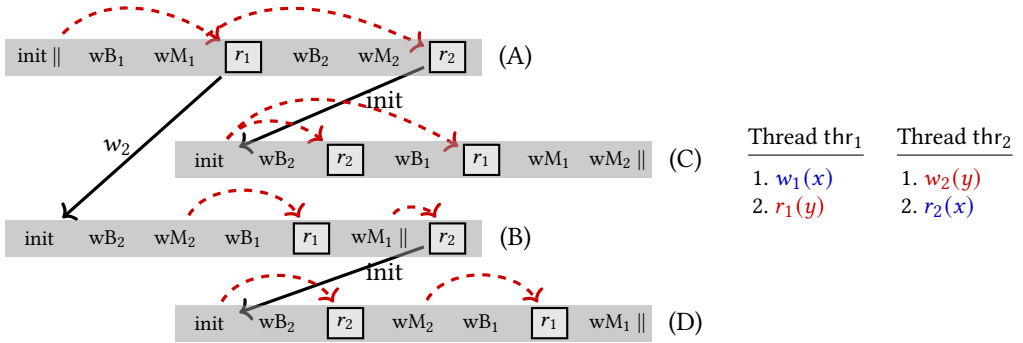 init || wB₁ wM₁ r₁ wB₂ wM₂ r₂ (A)
init
w₂
init wB₂ r₂ wB₁ r₁ wM₁ wM₂ || (C)
Thread thr₁ Thread thr₂
1. w₁(x) 1. w₂(y)
2. r₁(y) 2. r₂(x)
init wB₂ wM₂ wB₁ r₁ wM₁ || r₂ (B)
init
init wB₂ r₂ wM₂ wB₁ r₁ wM₁ || (D)